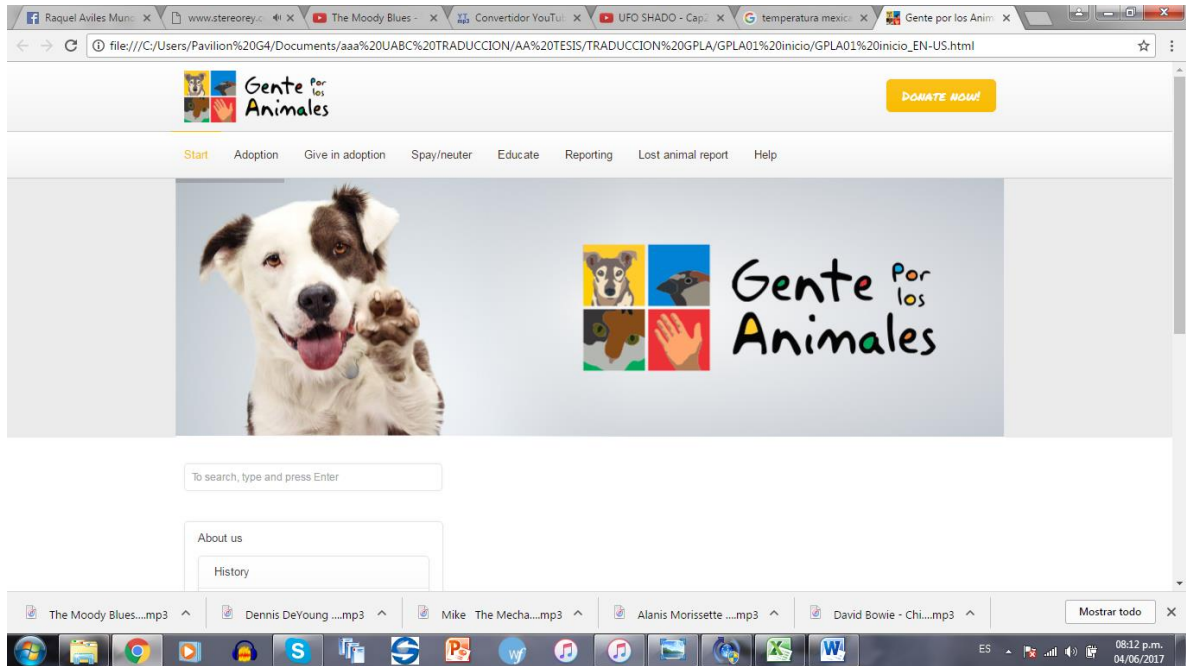 Raquel Aviles Muno
www.stereorey.c
The Moody Blues -
Convertidor YouTu
UFO SHADO - Cap2
temperatura mexic
Gente por los Anim
file:///C:/Users/Pavilion%20G4/Documents/aaa%20UABC%20TRADUCCION/AA%20TESIS/TRADUCCION%20GPLA/GPLA01%20inicio/GPLA01%20inicio_EN-US.html
Gente Por los
Animales
Donate now!
Start Adoption Give in adoption Spay/neuter Educate Reporting Lost animal report Help
Gente Por los
Animales
To search, type and press Enter
About us
History
The Moody Blues....mp3 Dennis DeYoung ....mp3 Mike The Mecha....mp3 Alanis Morissette ....mp3 David Bowie - Chi....mp3 Mostrar todo
ES 08:12 p.m.
04/06/2017